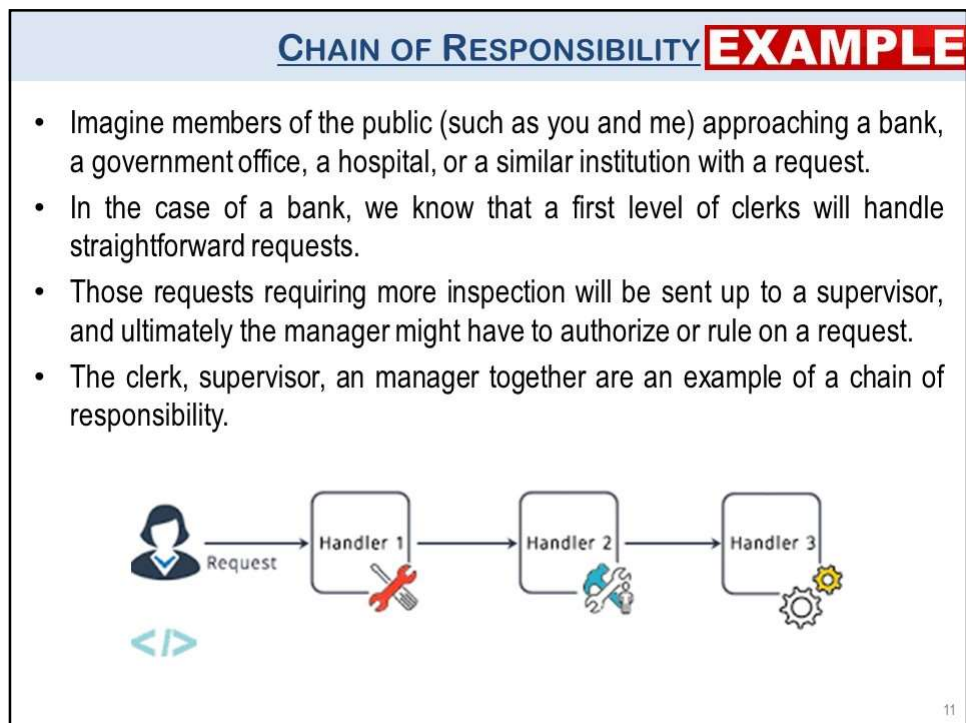 CHAIN OF RESPONSIBILITY EXAMPLE
• Imagine members of the public (such as you and me) approaching a bank,
a government office, a hospital, or a similar institution with a request.
• In the case of a bank, we know that a first level of clerks will handle
straightforward requests.
• Those requests requiring more inspection will be sent up to a supervisor,
and ultimately the manager might have to authorize or rule on a request.
• The clerk, supervisor, an manager together are an example of a chain of
responsibility.
Request
Handler 1
Handler 2
Handler 3
</>
11